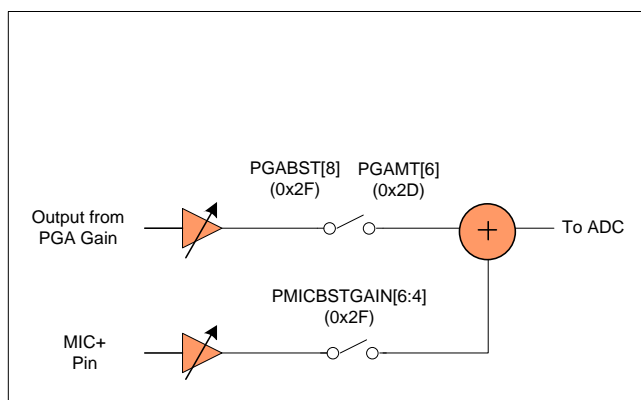 PGABST[8] PGAMT[6]
(0x2F) (0x2D)
Output from
PGA Gain
+
To ADC
PMICBSTGAIN[6:4]
(0x2F)
MIC+
Pin